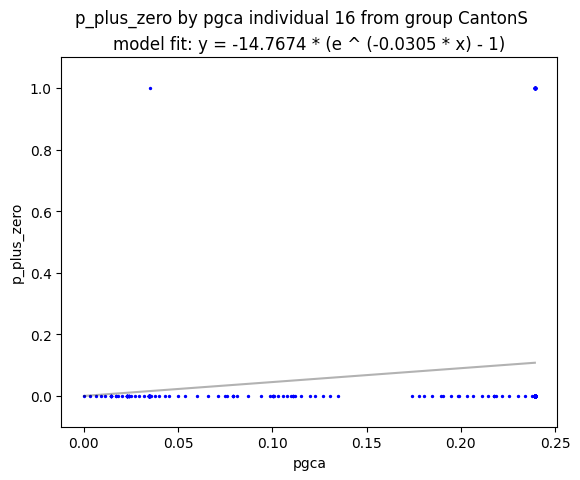 p_plus_zero by pgca individual 16 from group CantonS
model fit: y = -14.7674 * (e ^ (-0.0305 * x) - 1)
1.0
0.8
0.6
0.4
0.2
0.0
p_plus_zero
0.00 0.05 0.10 0.15 0.20 0.25
pgca